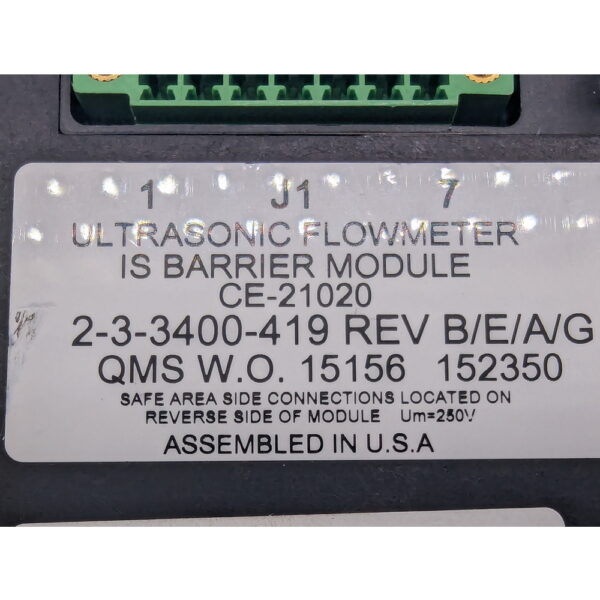 1 J1 7
ULTRASONIC FLOWMETER
IS BARRIER MODULE
CE-21020
2-3-3400-419 REV B/E/A/G
QMS W.O. 15156 152350
SAFE AREA SIDE CONNECTIONS LOCATED ON
REVERSE SIDE OF MODULE Um=250V
ASSEMBLED IN U.S.A